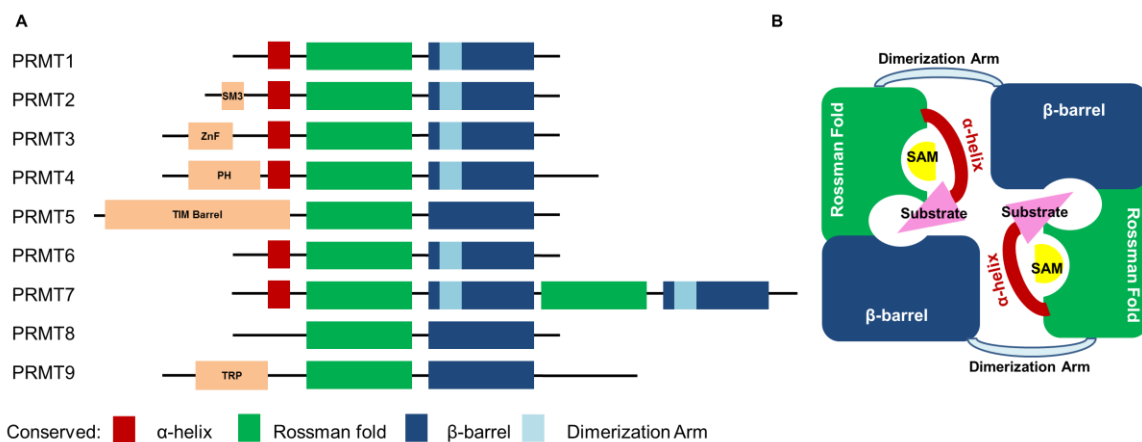 A
PRMT1
PRMT2
SM3
PRMT3
ZnF
PRMT4
PH
PRMT5
TIM Barrel
PRMT6
PRMT7
PRMT8
PRMT9
TRP
Conserved: α-helix Rossman fold β-barrel Dimerization Arm
B
Dimerization Arm
Rossman Fold
β-barrel
α-helix
SAM
Substrate
Substrate
α-helix
SAM
Rossman Fold
β-barrel
Dimerization Arm